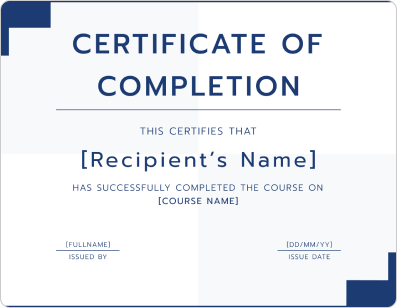 CERTIFICATE OF
COMPLETION
THIS CERTIFIES THAT
[Recipient's Name]
HAS SUCCESSFULLY COMPLETED THE COURSE ON
[COURSE NAME]
[FULLNAME] [DD/MM/YY]
ISSUED BY ISSUE DATE